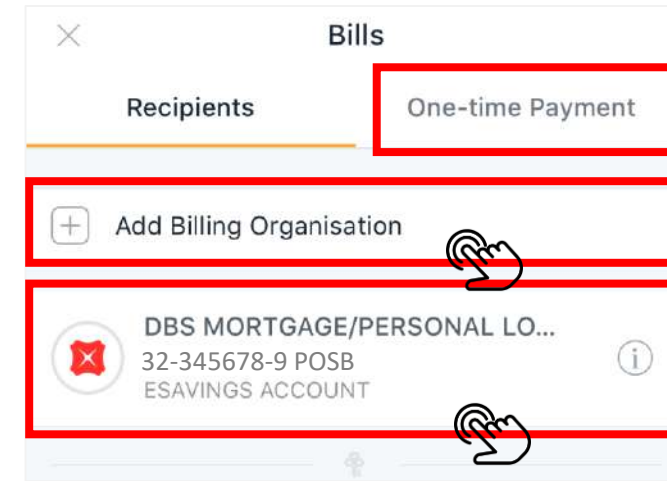 Bills
Recipients
One-time Payment
Add Billing Organisation
DBS MORTGAGE/PERSONAL LO...
32-345678-9 POSB
ESAVINGS ACCOUNT